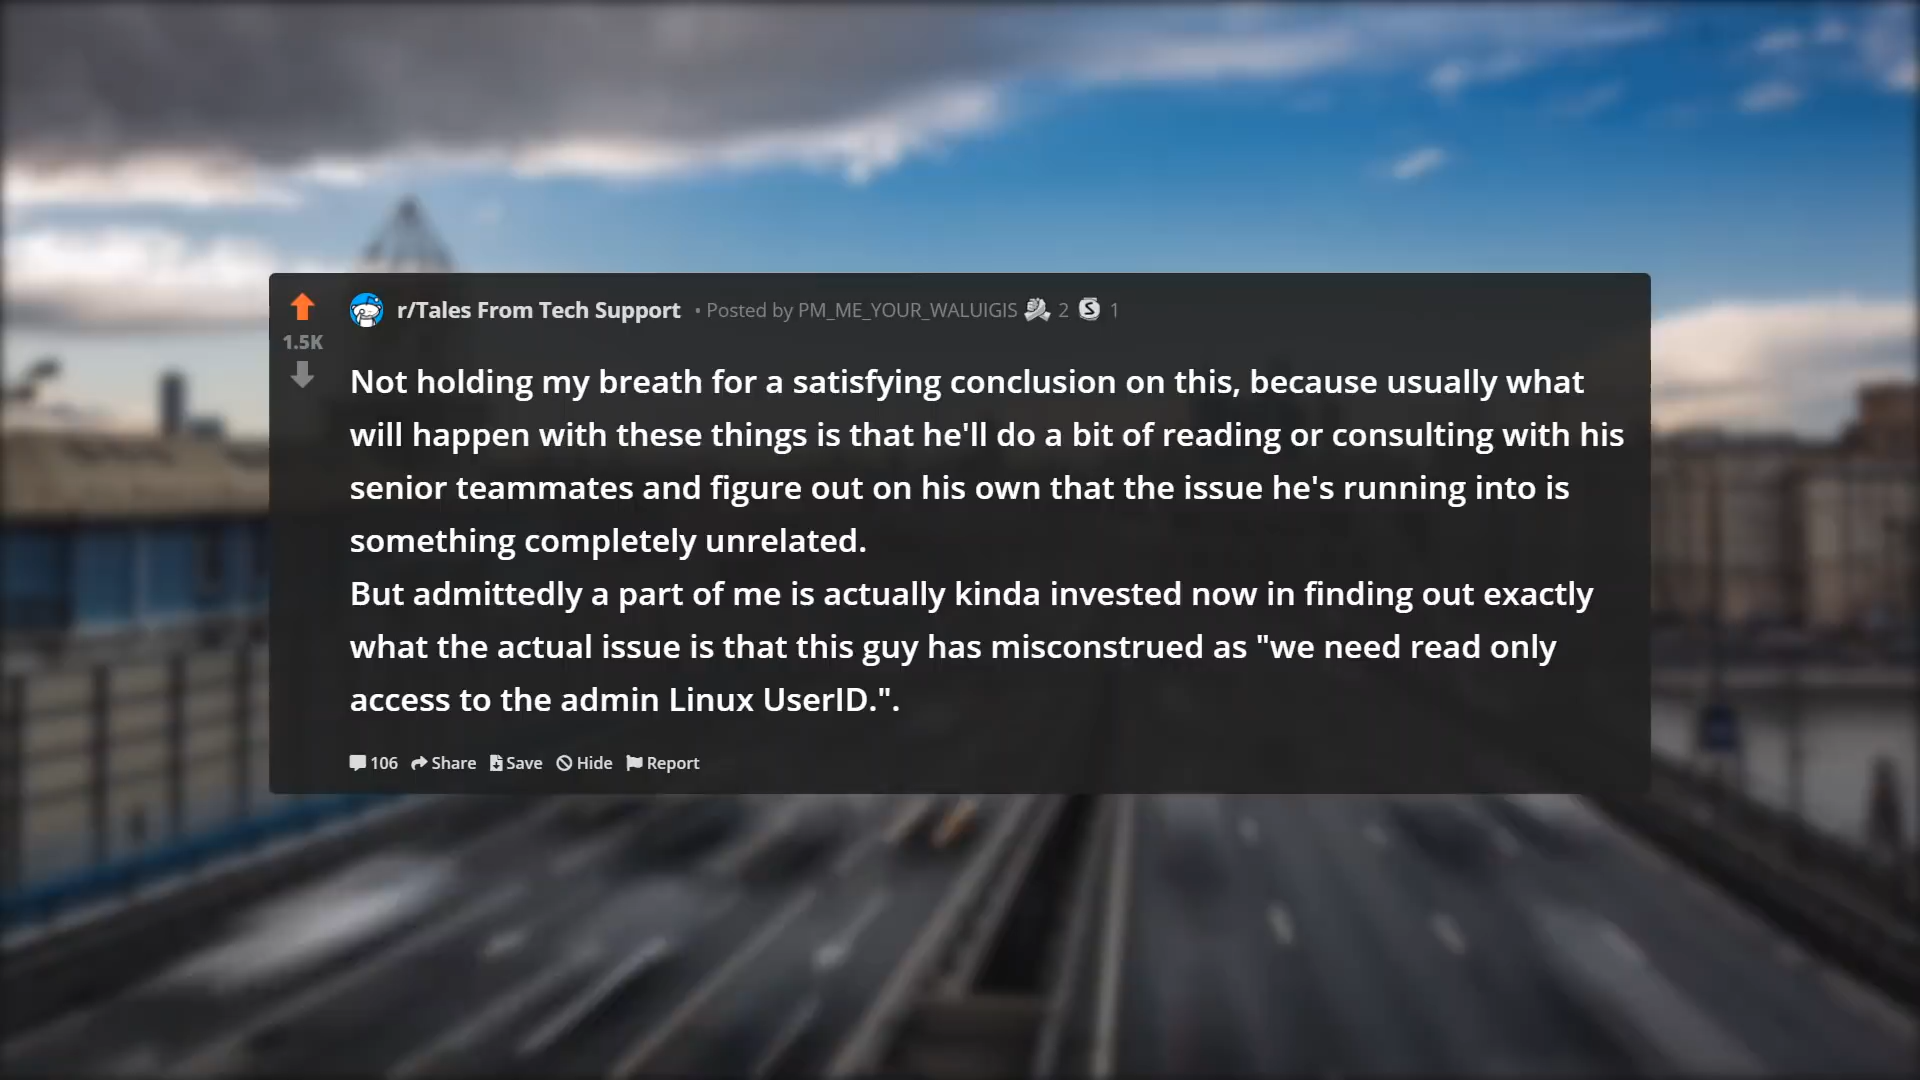 r/Tales From Tech Support • Posted by PM_ME_YOUR_WALUIGIS 2 S 1
1.5K
Not holding my breath for a satisfying conclusion on this, because usually what
will happen with these things is that he'll do a bit of reading or consulting with his
senior teammates and figure out on his own that the issue he's running into is
something completely unrelated.
But admittedly a part of me is actually kinda invested now in finding out exactly
what the actual issue is that this guy has misconstrued as "we need read only
access to the admin Linux UserID.".
106 Share Save Hide Report